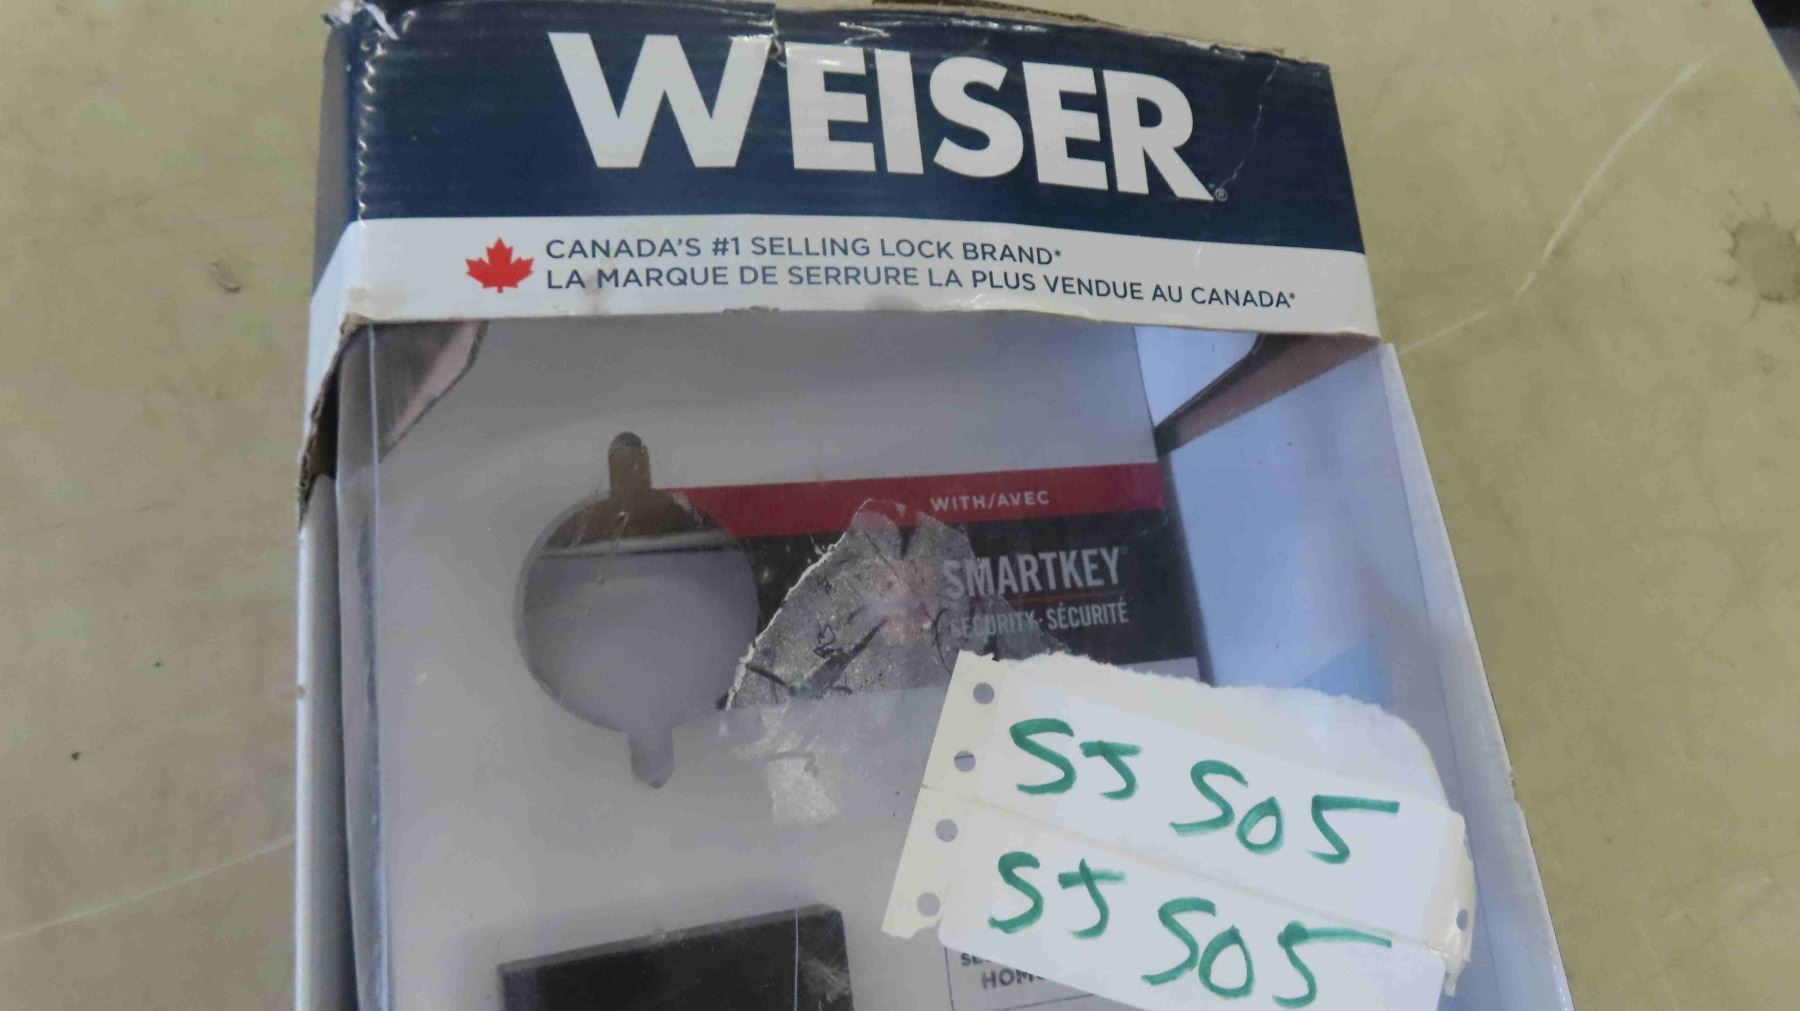 WEISER®
CANADA'S #1 SELLING LOCK BRAND*
LA MARQUE DE SERRURE LA PLUS VENDUE AU CANADA*
WITH/AVEC
SMARTKEY
SECURITY · SÉCURITÉ
SJ 505
SJ 505